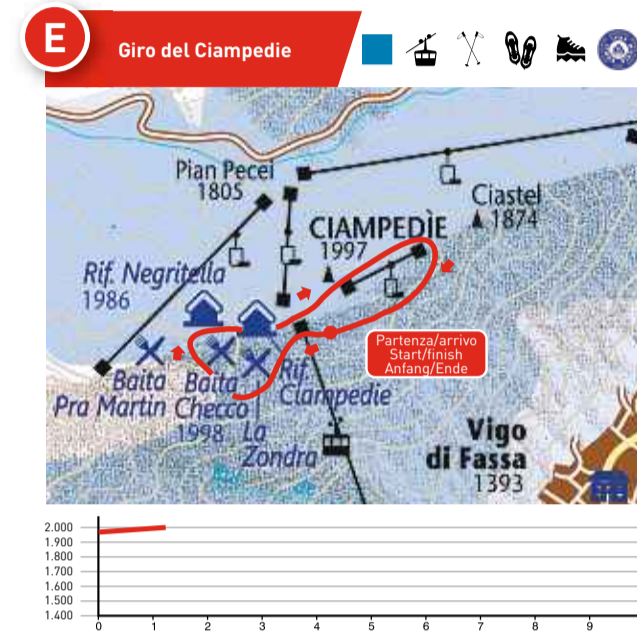 E
Giro del Ciampedie
Pian Pecei
1805
Ciastel
1874
CIAMPEDÌE
1997
Rif. Negritella
1986
Partenza/arrivo
Start/finish
Anfang/Ende
Baita
Pra Martin
Baita
Checco
1998
La
Zondra
Rif.
Ciampedie
Vigo
di Fassa
1393
2.000
1.900
1.800
1.700
1.600
1.500
1.400
0 1 2 3 4 5 6 7 8 9